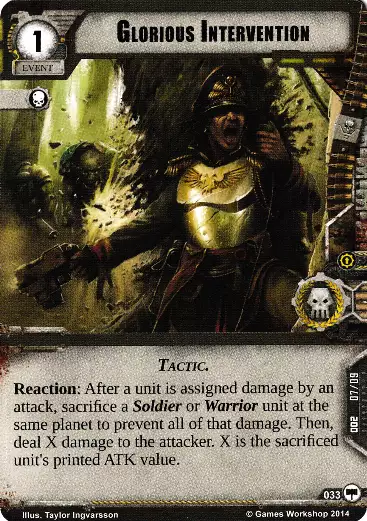 1
GLORIOUS INTERVENTION
EVENT
TACTIC.
Reaction: After a unit is assigned damage by an
attack, sacrifice a Soldier or Warrior unit at the
same planet to prevent all of that damage. Then,
deal X damage to the attacker. X is the sacrificed
unit's printed ATK value.
002 07/09
033
Illus. Taylor Ingvarsson
© Games Workshop 2014